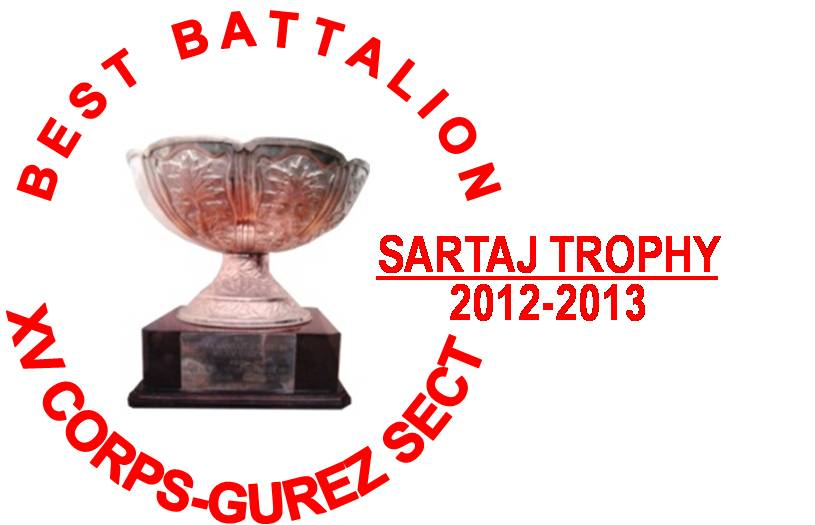 BEST BATTALION
SARTAJ TROPHY
2012-2013
XV CORPS-GUREZ SECT